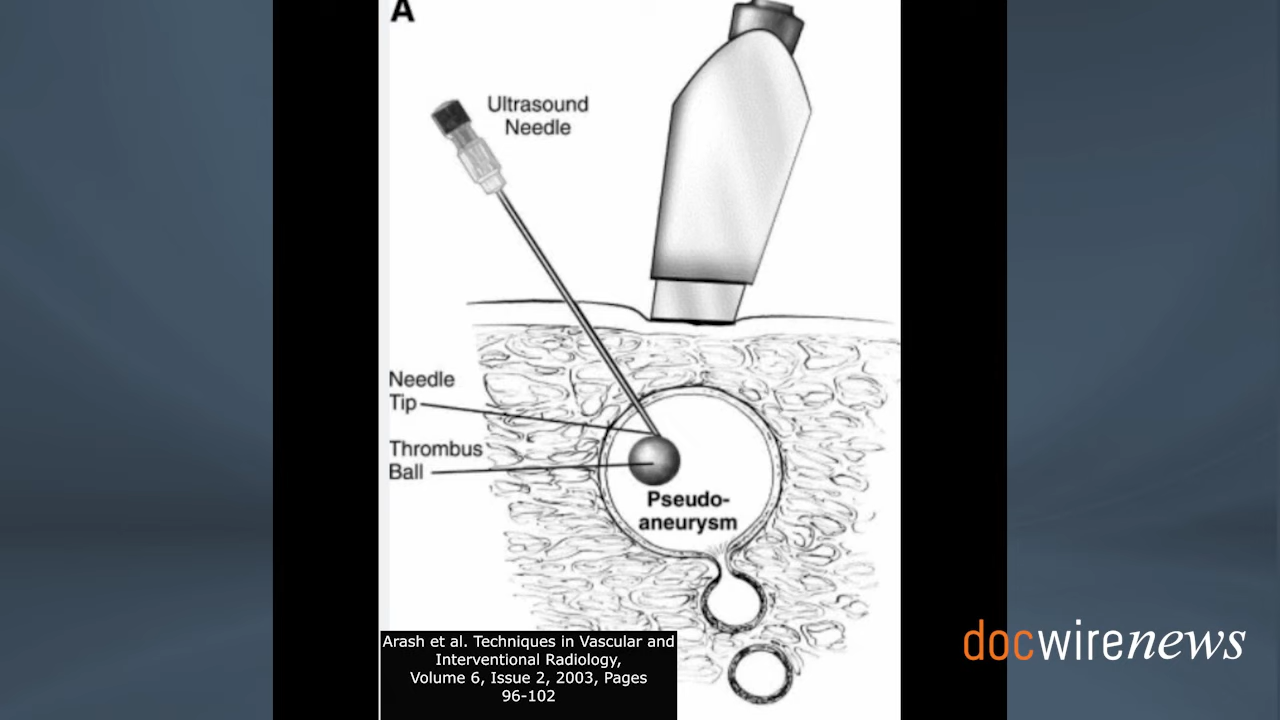 A
Ultrasound
Needle
Needle
Tip
Thrombus
Ball
Pseudo-
aneurysm
Arash et al. Techniques in Vascular and
Interventional Radiology,
Volume 6, Issue 2, 2003, Pages
96-102
docwirenews